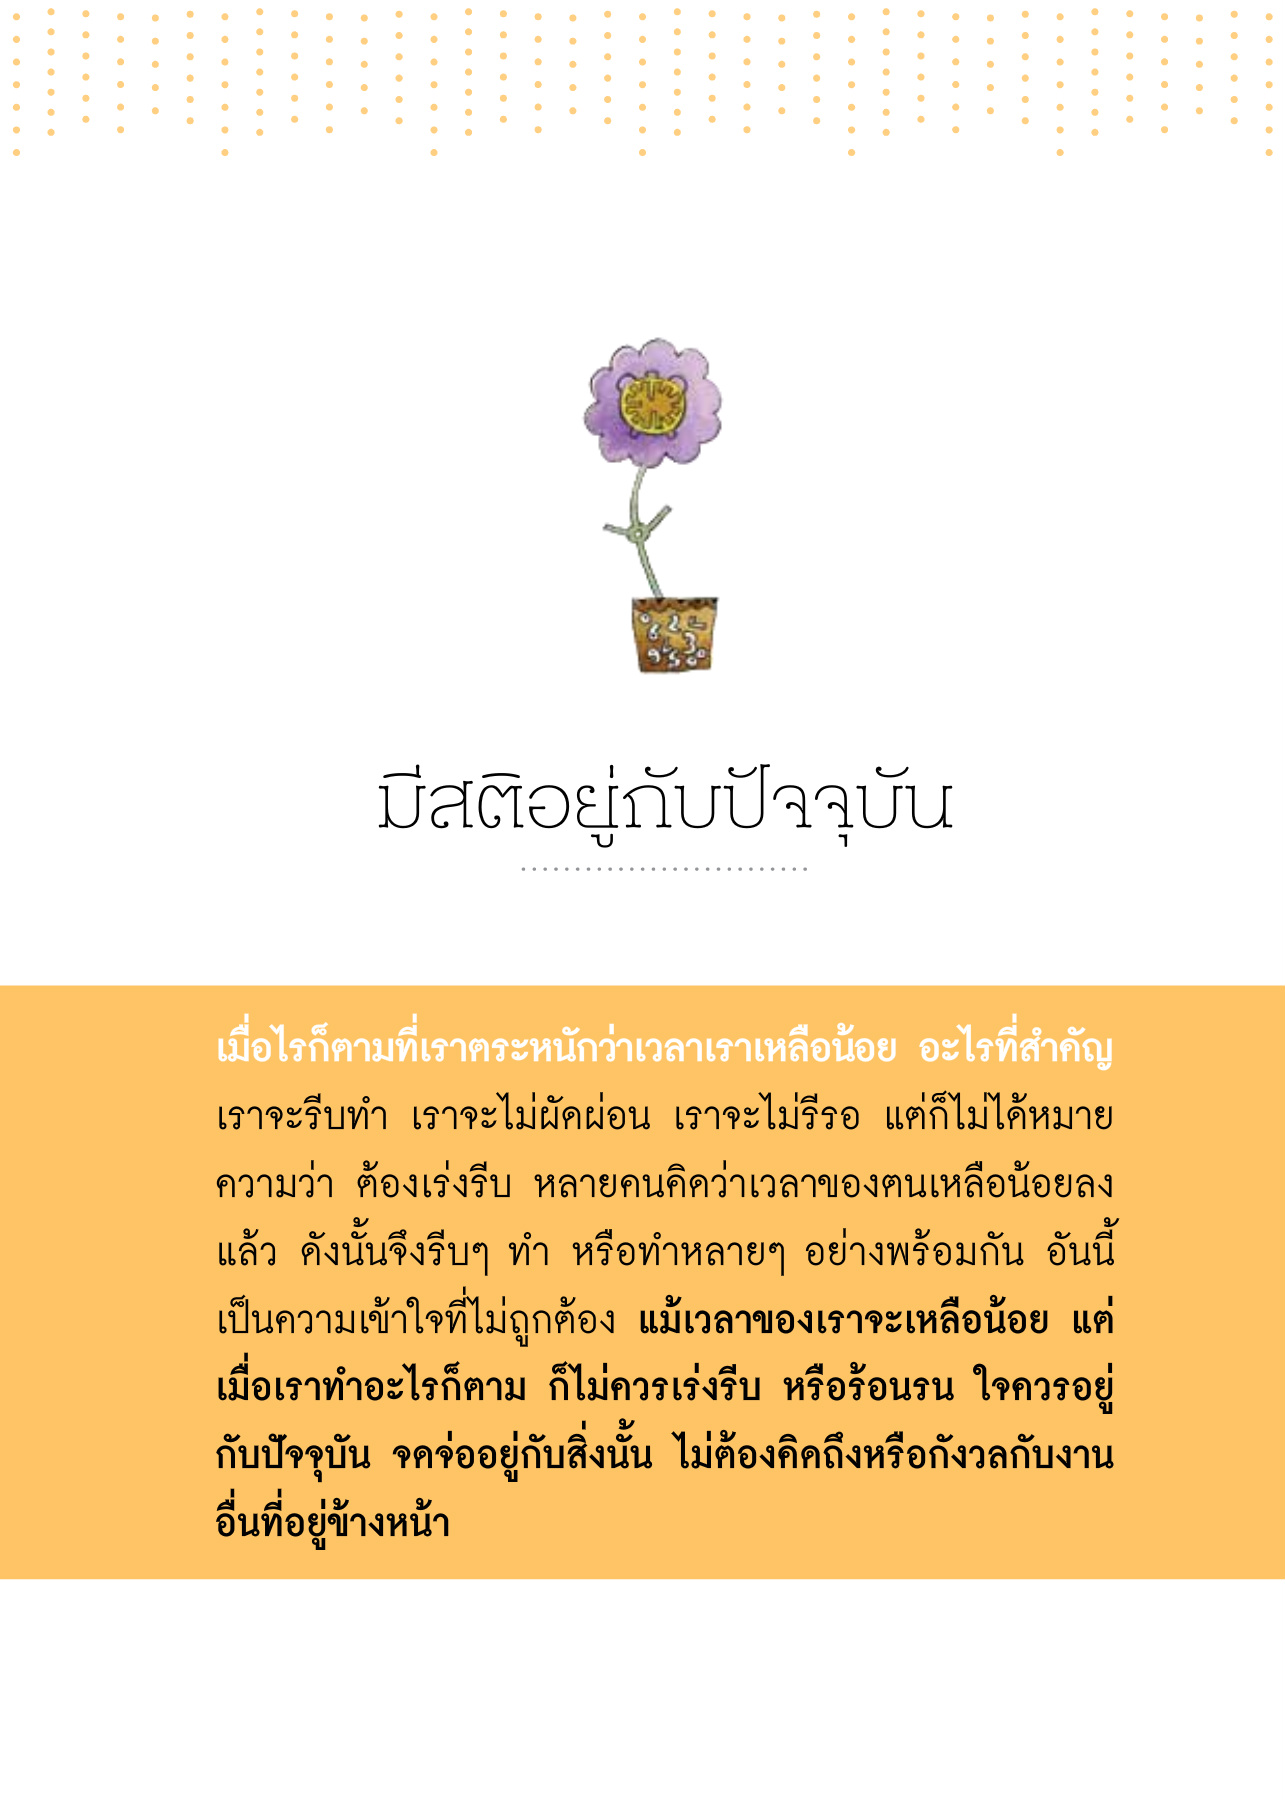 มีสติอยู่กับปัจจุบัน
เมื่อไรก็ตามที่เราตระหนักว่าเวลาเราเหลือน้อย อะไรที่สำคัญ
เราจะรีบทำ เราจะไม่ผัดผ่อน เราจะไม่รีรอ แต่ก็ไม่ได้หมาย
ความว่า ต้องเร่งรีบ หลายคนคิดว่าเวลาของตนเหลือน้อยลง
แล้ว ดังนั้นจึงรีบๆ ทำ หรือทำหลายๆ อย่างพร้อมกัน อันนี้
เป็นความเข้าใจที่ไม่ถูกต้อง แม้เวลาของเราจะเหลือน้อย แต่
เมื่อเราทำอะไรก็ตาม ก็ไม่ควรเร่งรีบ หรือร้อนรน ใจควรอยู่
กับปัจจุบัน จดจ่ออยู่กับสิ่งนั้น ไม่ต้องคิดถึงหรือกังวลกับงาน
อื่นที่อยู่ข้างหน้า